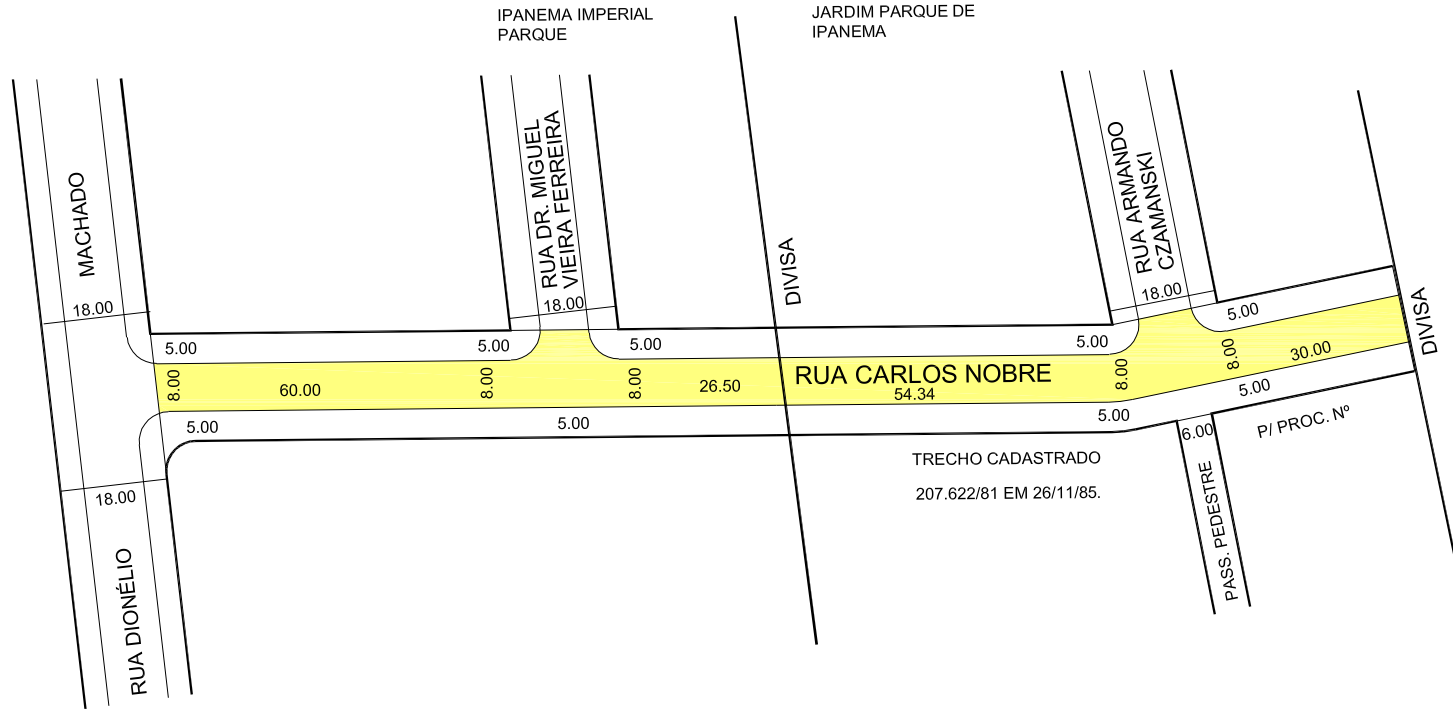 IPANEMA IMPERIAL
PARQUE
JARDIM PARQUE DE
IPANEMA
MACHADO
RUA DR. MIGUEL
VIEIRA FERREIRA
RUA ARMANDO
CZAMANSKI
DIVISA
DIVISA
18.00
18.00
18.00
5.00
5.00
5.00
5.00
5.00
8.00
60.00
8.00
8.00
26.50
RUA CARLOS NOBRE
54.34
8.00
8.00
30.00
5.00
5.00
5.00
5.00
6.00
P/ PROC. Nº
TRECHO CADASTRADO
207.622/81 EM 26/11/85.
18.00
PASS. PEDESTRE
RUA DIONÉLIO